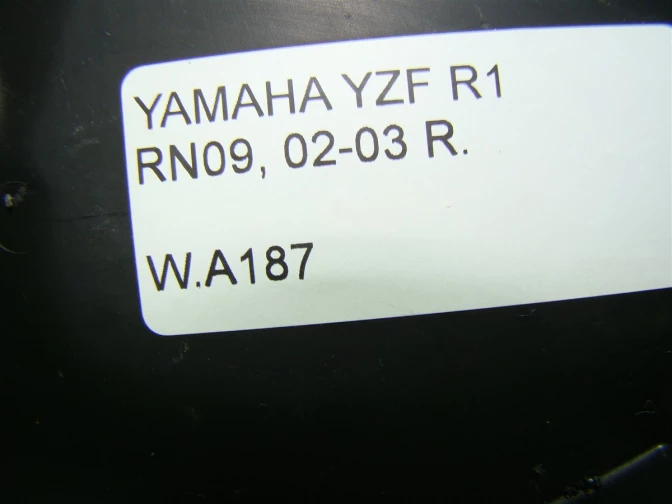 YAMAHA YZF R1
RN09, 02-03 R.
W.A187